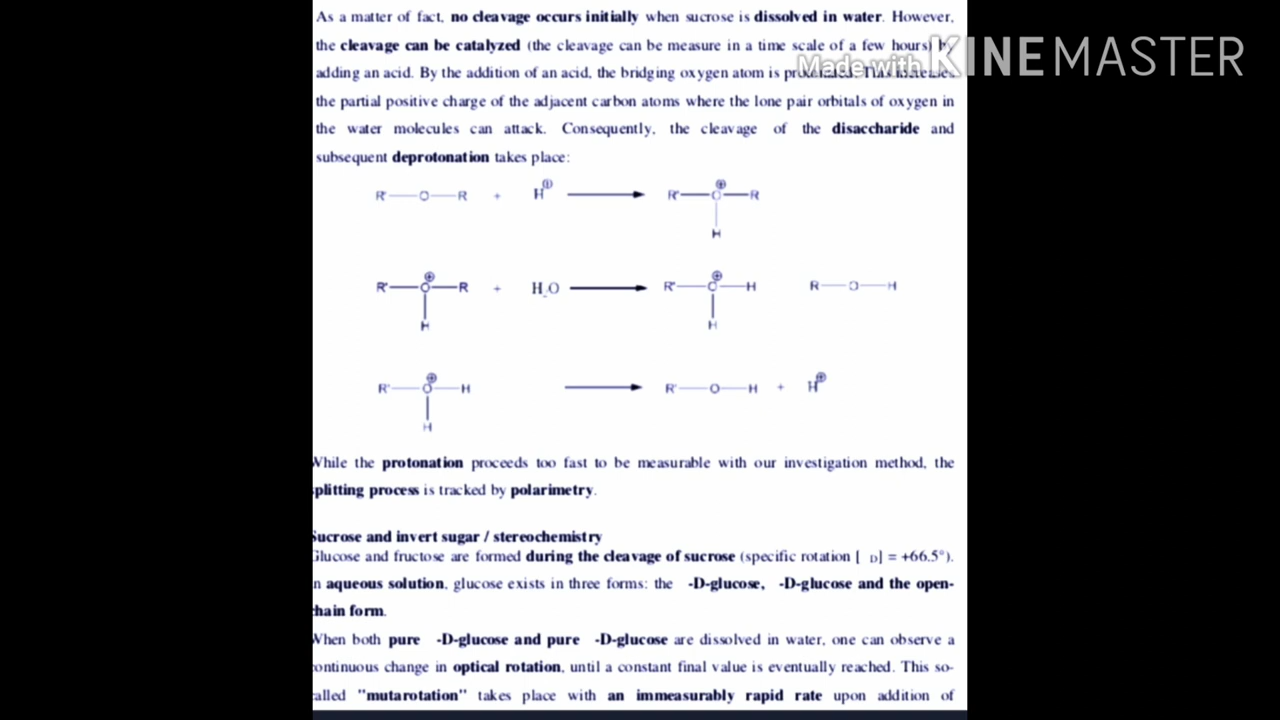 As a matter of fact, no cleavage occurs initially when sucrose is dissolved in water. However,
the cleavage can be catalyzed (the cleavage can be measure in a time scale of a few hours) by
Made with KINEMASTER
adding an acid. By the addition of an acid, the bridging oxygen atom is
the partial positive charge of the adjacent carbon atoms where the lone pair orbitals of oxygen in
the water molecules can attack. Consequently, the cleavage of the disaccharide and
subsequent deprotonation takes place:
R' O R + H ⊕ R' O ⊕ R
H
R' O ⊕ R + H2O R' O ⊕ H R O H
H H
R' O ⊕ H R' O H + H ⊕
H
While the protonation proceeds too fast to be measurable with our investigation method, the
splitting process is tracked by polarimetry.
Sucrose and invert sugar / stereochemistry
Glucose and fructose are formed during the cleavage of sucrose (specific rotation [ D] = +66.5°).
n aqueous solution, glucose exists in three forms: the -D-glucose, -D-glucose and the open-
chain form.
When both pure -D-glucose and pure -D-glucose are dissolved in water, one can observe a
continuous change in optical rotation, until a constant final value is eventually reached. This so-
called "mutarotation" takes place with an immeasurably rapid rate upon addition of